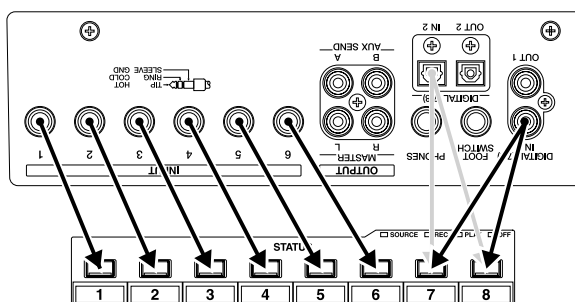 IN 2 OUT 2
OUT 1
AUX SEND
A B
GND SLEEVE
COLD RING
HOT TIP
DIGITAL
1 2 3 4 5 6
L R
MASTER
PHONES
FOOT SWITCH
DIGITAL
IN
INPUT
OUTPUT
STATUS
SOURCE REC PLAY OFF
1 2 3 4 5 6 7 8